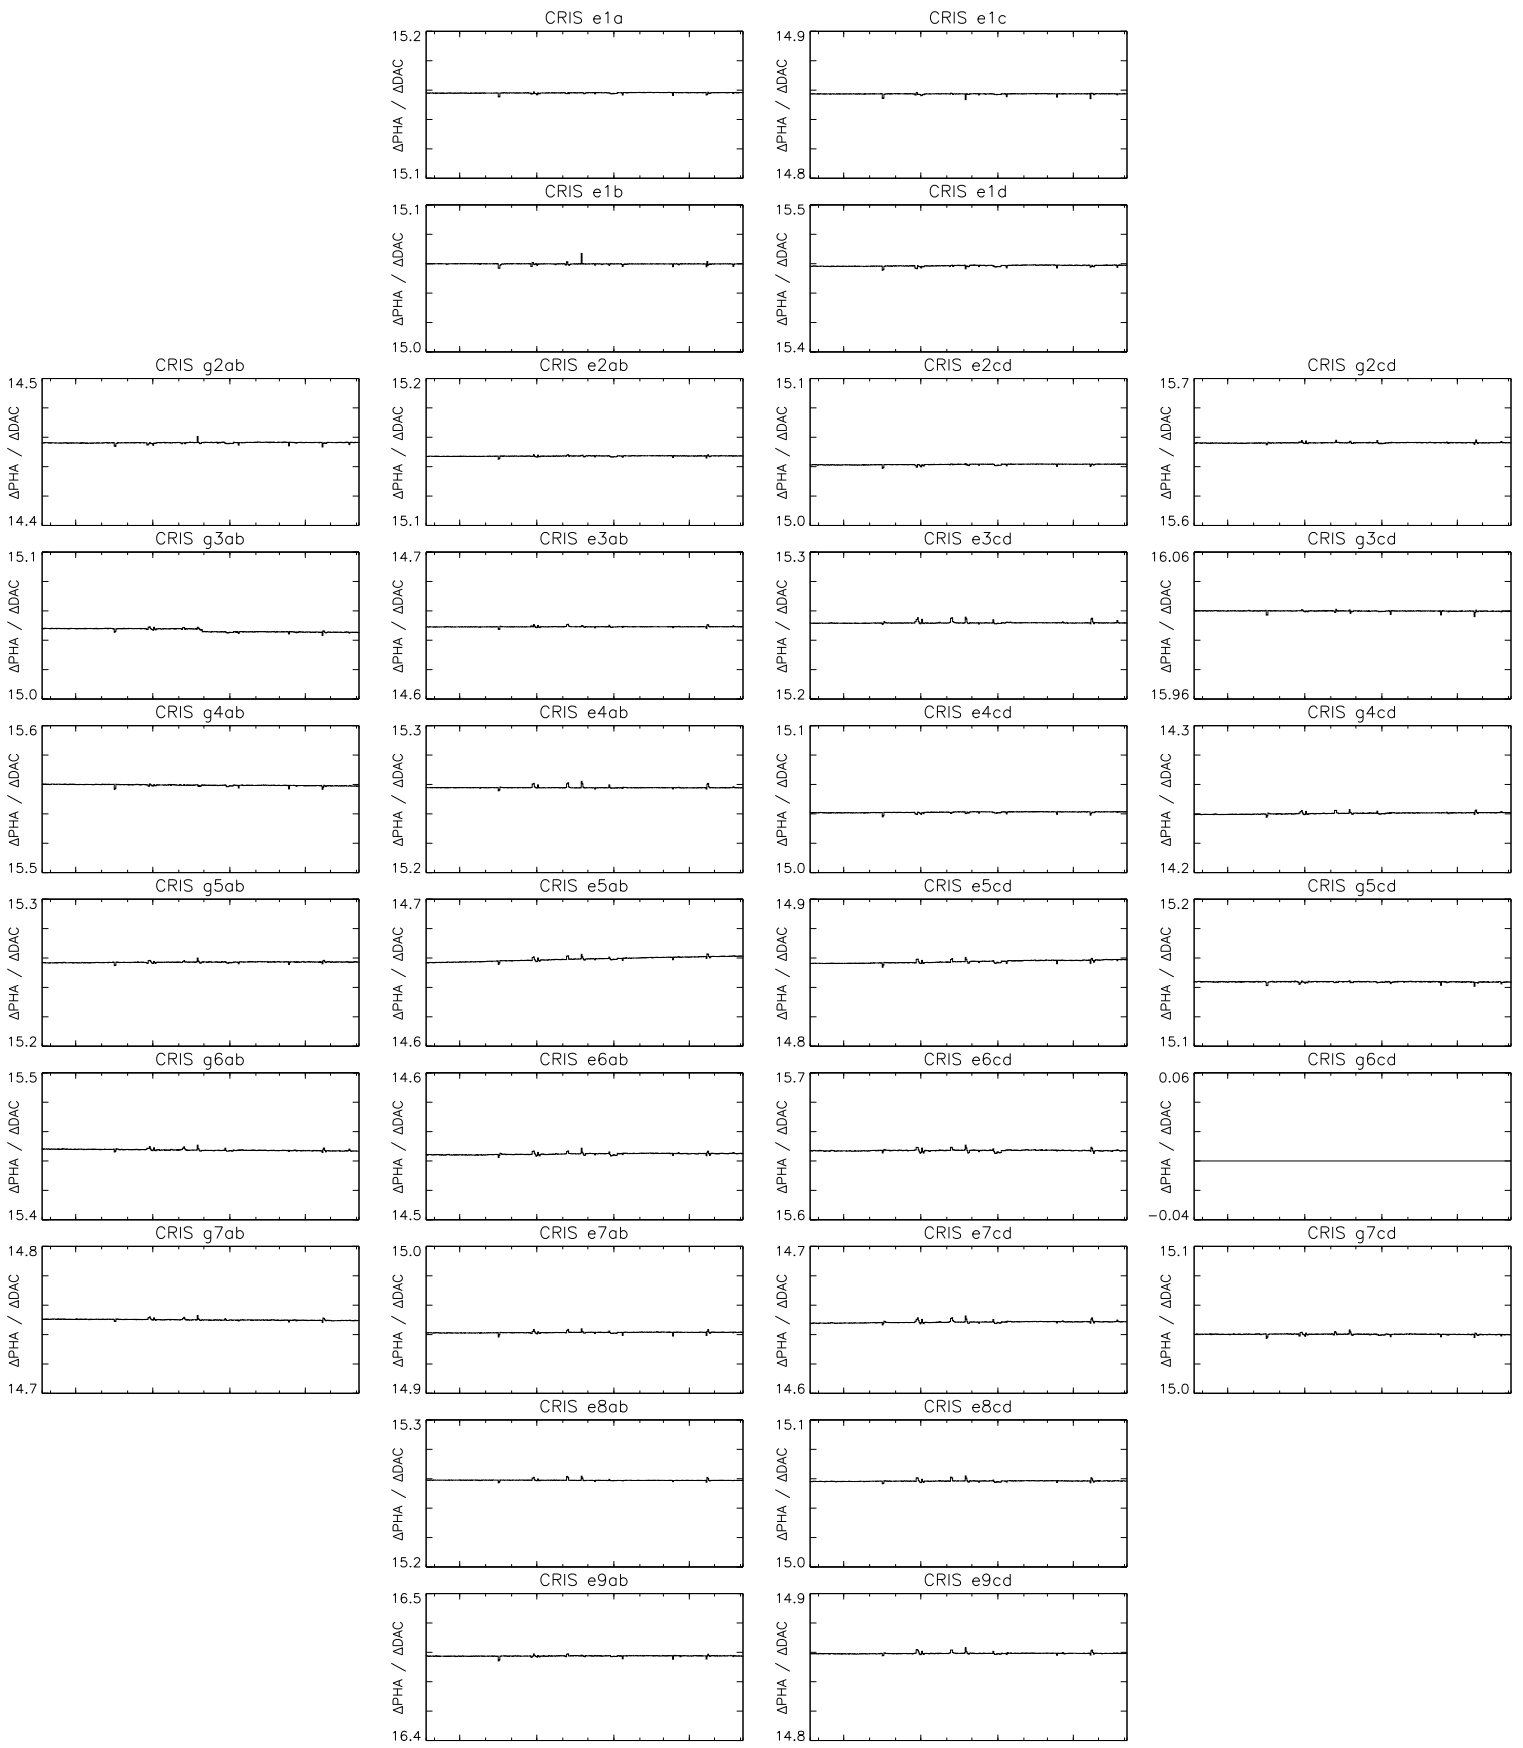 CRIS e1a
15.2
ΔPHA / ΔDAC
15.1
CRIS e1c
14.9
ΔPHA / ΔDAC
14.8
CRIS e1b
15.1
ΔPHA / ΔDAC
15.0
CRIS e1d
15.5
ΔPHA / ΔDAC
15.4
CRIS g2ab
14.5
ΔPHA / ΔDAC
14.4
CRIS e2ab
15.2
ΔPHA / ΔDAC
15.1
CRIS e2cd
15.1
ΔPHA / ΔDAC
15.0
CRIS g2cd
15.7
ΔPHA / ΔDAC
15.6
CRIS g3ab
15.1
ΔPHA / ΔDAC
15.0
CRIS e3ab
14.7
ΔPHA / ΔDAC
14.6
CRIS e3cd
15.3
ΔPHA / ΔDAC
15.2
CRIS g3cd
16.06
ΔPHA / ΔDAC
15.96
CRIS g4ab
15.6
ΔPHA / ΔDAC
15.5
CRIS e4ab
15.3
ΔPHA / ΔDAC
15.2
CRIS e4cd
15.1
ΔPHA / ΔDAC
15.0
CRIS g4cd
14.3
ΔPHA / ΔDAC
14.2
CRIS g5ab
15.3
ΔPHA / ΔDAC
15.2
CRIS e5ab
14.7
ΔPHA / ΔDAC
14.6
CRIS e5cd
14.9
ΔPHA / ΔDAC
14.8
CRIS g5cd
15.2
ΔPHA / ΔDAC
15.1
CRIS g6ab
15.5
ΔPHA / ΔDAC
15.4
CRIS e6ab
14.6
ΔPHA / ΔDAC
14.5
CRIS e6cd
15.7
ΔPHA / ΔDAC
15.6
CRIS g6cd
0.06
ΔPHA / ΔDAC
−0.04
CRIS g7ab
14.8
ΔPHA / ΔDAC
14.7
CRIS e7ab
15.0
ΔPHA / ΔDAC
14.9
CRIS e7cd
14.7
ΔPHA / ΔDAC
14.6
CRIS g7cd
15.1
ΔPHA / ΔDAC
15.0
CRIS e8ab
15.3
ΔPHA / ΔDAC
15.2
CRIS e8cd
15.1
ΔPHA / ΔDAC
15.0
CRIS e9ab
16.5
ΔPHA / ΔDAC
16.4
CRIS e9cd
14.9
ΔPHA / ΔDAC
14.8